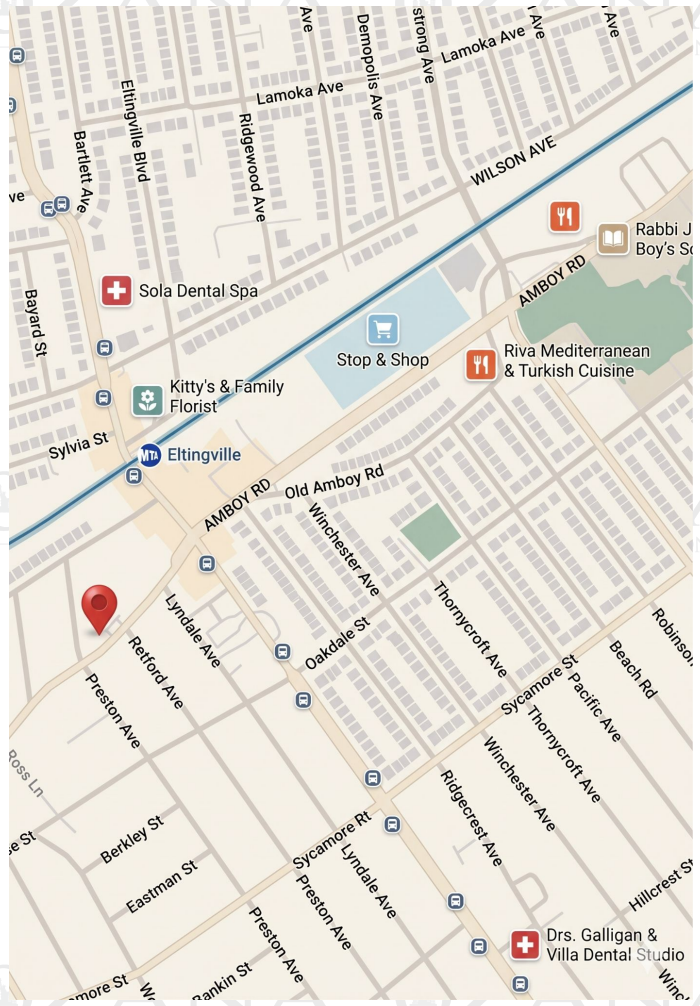 Ave
Demopolis Ave
strong Ave
Lamoka Ave
Ave
Ave
Lamoka Ave
Eltingville Blvd
Ridgewood Ave
Bartlett Ave
WILSON AVE
ve
Rabbi J
Boy's Sc
AMBOY RD
Sola Dental Spa
Bayard St
Stop & Shop
Riva Mediterranean
& Turkish Cuisine
Kitty's & Family
Florist
Sylvia St
MTA Eltingville
Old Amboy Rd
AMBOY RD
Winchester Ave
Thornycroft Ave
Lyndale Ave
Oakdale St
Retford Ave
Preston Ave
Robinson
Beach Rd
Sycamore St
Pacific Ave
Thornycroft Ave
Winchester Ave
Ross Ln
Ridgecrest Ave
se St
Berkley St
Sycamore Rt
Lyndale Ave
Eastman St
Preston Ave
Hillcrest St
Preston Ave
Drs. Galligan &
Villa Dental Studio
more St
We
Rankin St
Winc